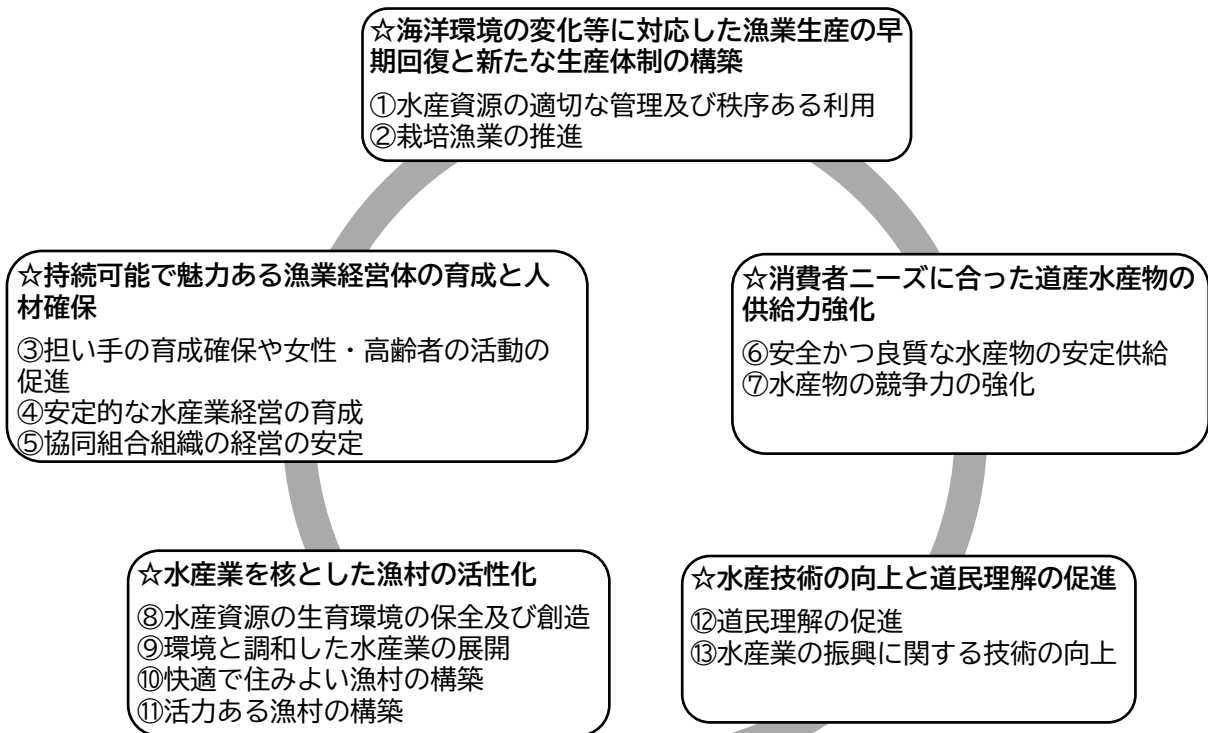 ☆海洋環境の変化等に対応した漁業生産の早
期回復と新たな生産体制の構築
①水産資源の適切な管理及び秩序ある利用
②栽培漁業の推進
☆持続可能で魅力ある漁業経営体の育成と人
材確保
③担い手の育成確保や女性・高齢者の活動の
促進
④安定的な水産業経営の育成
⑤協同組合組織の経営の安定
☆消費者ニーズに合った道産水産物の
供給力強化
⑥安全かつ良質な水産物の安定供給
⑦水産物の競争力の強化
☆水産業を核とした漁村の活性化
⑧水産資源の生育環境の保全及び創造
⑨環境と調和した水産業の展開
⑩快適で住みよい漁村の構築
⑪活力ある漁村の構築
☆水産技術の向上と道民理解の促進
⑫道民理解の促進
⑬水産業の振興に関する技術の向上